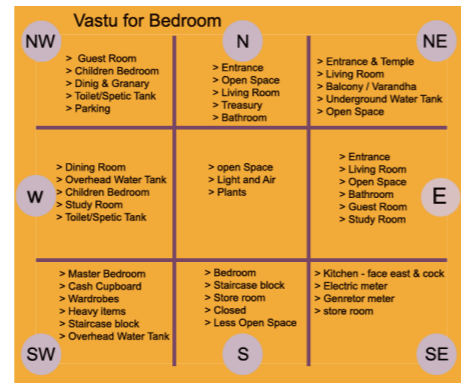 Vastu for Bedroom
NW
N
NE
> Guest Room
> Children Bedroom
> Dinig & Granary
> Toilet/Spetic Tank
> Parking
> Entrance
> Open Space
> Living Room
> Treasury
> Bathroom
> Entrance & Temple
> Living Room
> Balcony / Varandha
> Underground Water Tank
> Open Space
w
> Dining Room
> Overhead Water Tank
> Children Bedroom
> Study Room
> Toilet/Spetic Tank
> open Space
> Light and Air
> Plants
> Entrance
> Living Room
> Open Space
> Bathroom
> Guest Room
> Study Room
E
> Master Bedroom
> Cash Cupboard
> Wardrobes
> Heavy items
> Staircase block
> Overhead Water Tank
> Bedroom
> Staircase block
> Store room
> Closed
> Less Open Space
> Kitchen - face east & cock
> Electric meter
> Genretor meter
> store room
SW
S
SE